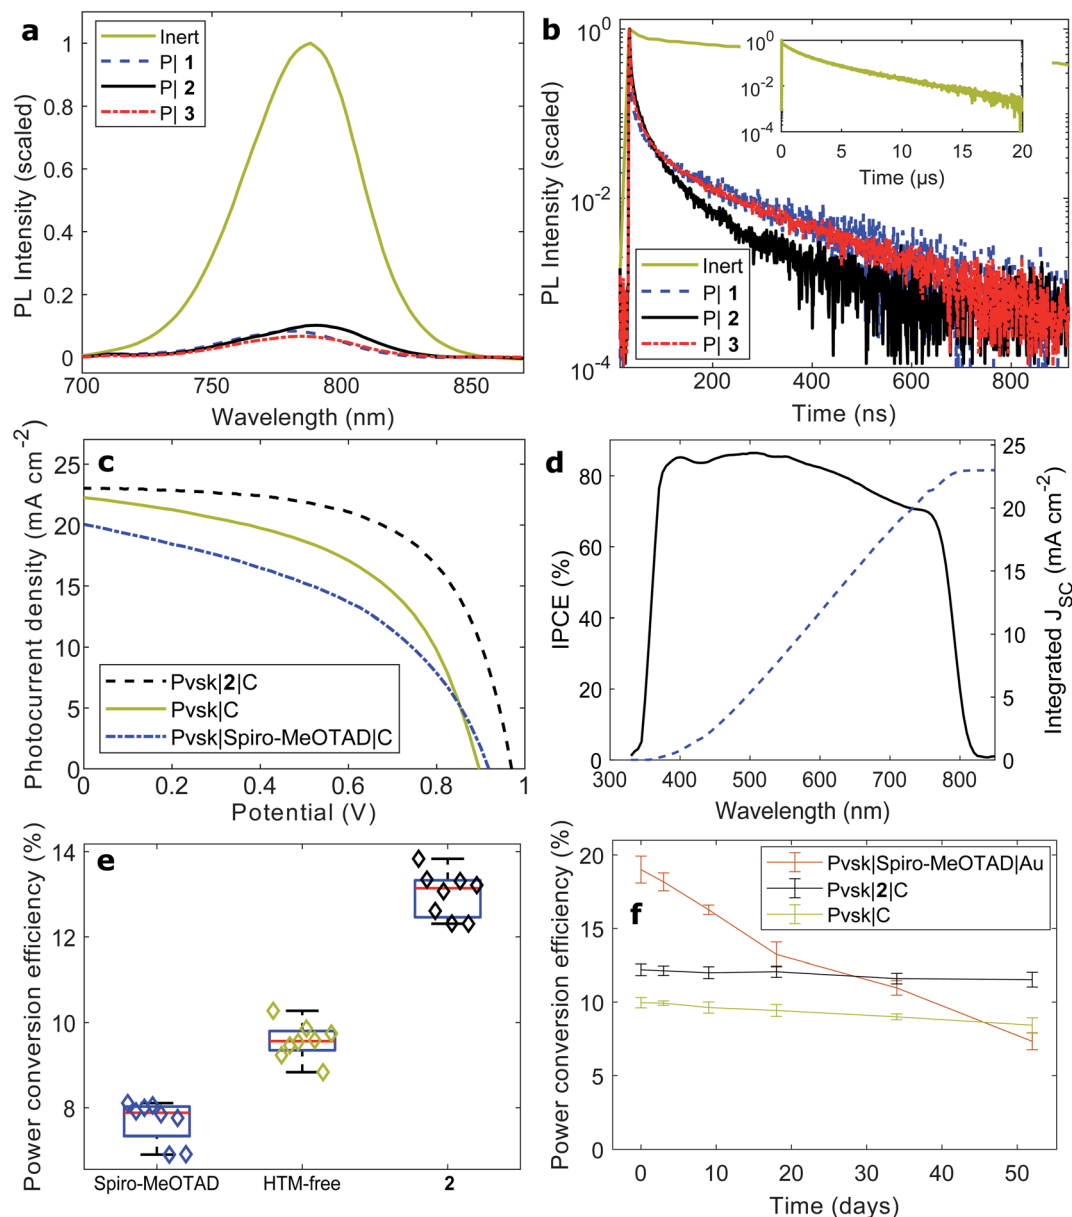 a
Inert
P| 1
P| 2
P| 3
PL Intensity (scaled)
1
0.8
0.6
0.4
0.2
0
700
750
800
850
Wavelength (nm)
b
10⁰
10⁻²
10⁻⁴
PL Intensity (scaled)
10⁰
10⁻²
10⁻⁴
0
5
10
15
20
Time (µs)
Inert
P| 1
P| 2
P| 3
200
400
600
800
Time (ns)
c
Photocurrent density (mA cm⁻²)
25
20
15
10
5
0
Pvsk|2|C
Pvsk|C
Pvsk|Spiro-MeOTAD|C
0
0.2
0.4
0.6
0.8
1
Potential (V)
d
IPCE (%)
80
60
40
20
0
25
20
15
10
5
0
Integrated J_SC (mA cm⁻²)
300
400
500
600
700
800
Wavelength (nm)
e
Power conversion efficiency (%)
14
12
10
8
Spiro-MeOTAD
HTM-free
2
f
Power conversion efficiency (%)
20
15
10
5
0
Pvsk|Spiro-MeOTAD|Au
Pvsk|2|C
Pvsk|C
0
10
20
30
40
50
Time (days)